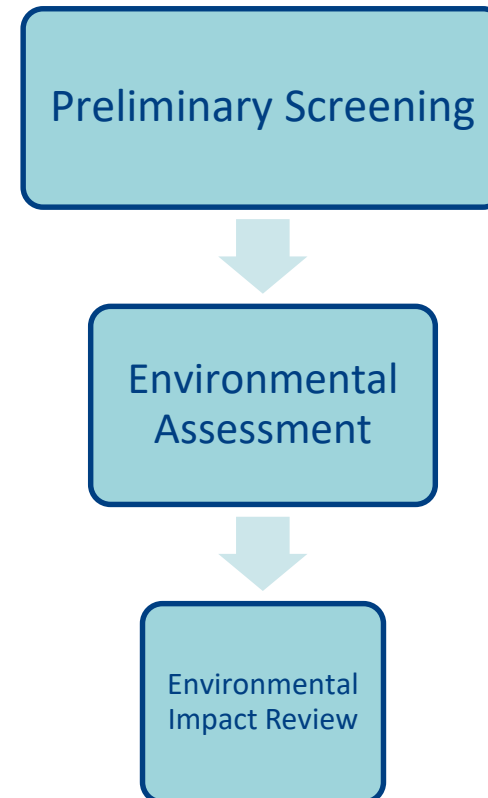 Preliminary Screening
Environmental
Assessment
Environmental
Impact Review